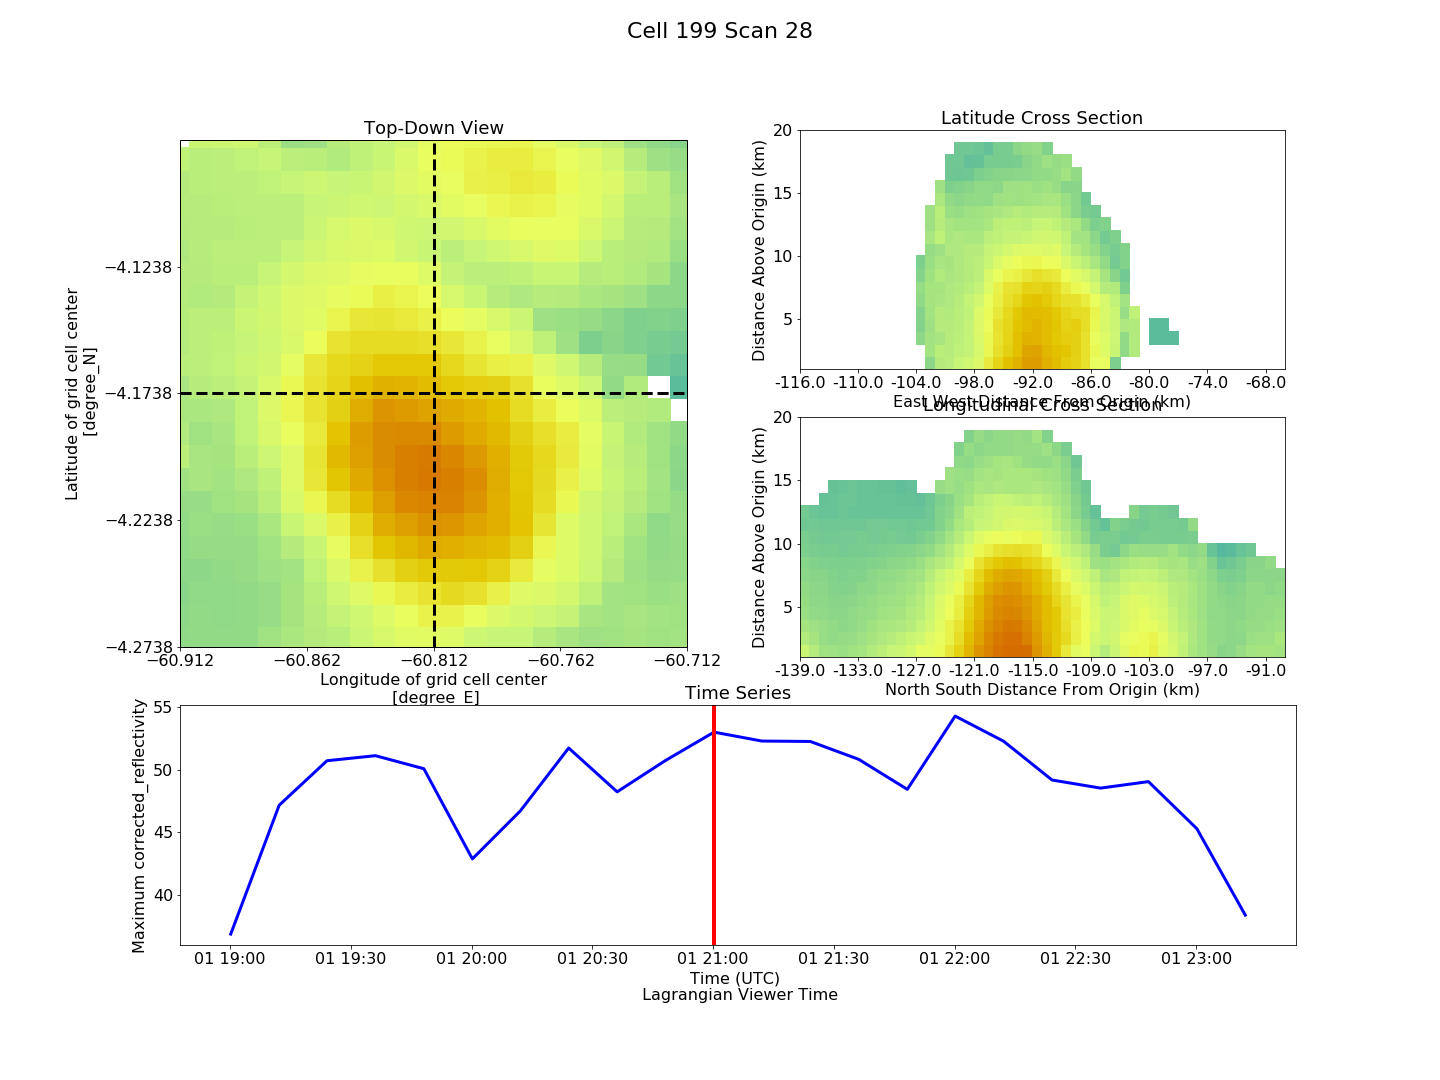 Cell 199 Scan 28
Top-Down View
−4.1238
−4.1738
−4.2238
−4.2738
Latitude of grid cell center
[degree_N]
−60.912 −60.862 −60.812 −60.762 −60.712
Longitude of grid cell center
[degree_E]
Latitude Cross Section
20
15
10
5
Distance Above Origin (km)
-116.0 -110.0 -104.0 -98.0 -92.0 -86.0 -80.0 -74.0 -68.0
East West Distance From Origin (km)
Longitudinal Cross Section
20
15
10
5
Distance Above Origin (km)
-139.0 -133.0 -127.0 -121.0 -115.0 -109.0 -103.0 -97.0 -91.0
North South Distance From Origin (km)
Time Series
55
50
45
40
Maximum corrected_reflectivity
01 19:00 01 19:30 01 20:00 01 20:30 01 21:00 01 21:30 01 22:00 01 22:30 01 23:00
Time (UTC)
Lagrangian Viewer Time